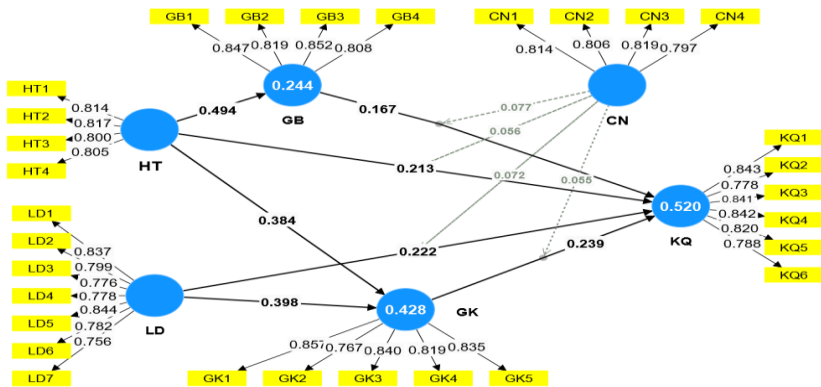 GB1
GB2
GB3
GB4
CN1
CN2
CN3
CN4
0.847
0.819
0.852
0.808
0.814
0.806
0.819
0.797
HT1
HT2
HT3
HT4
0.814
0.817
0.800
0.805
HT
0.494
0.244
GB
0.167
0.077
0.056
0.072
0.055
CN
0.213
0.384
KQ1
KQ2
KQ3
KQ4
KQ5
KQ6
0.843
0.778
0.841
0.842
0.820
0.788
0.520
KQ
LD1
LD2
LD3
LD4
LD5
LD6
LD7
0.837
0.799
0.776
0.778
0.844
0.782
0.756
LD
0.222
0.398
0.239
0.428
GK
0.857
0.767
0.840
0.819
0.835
GK1
GK2
GK3
GK4
GK5